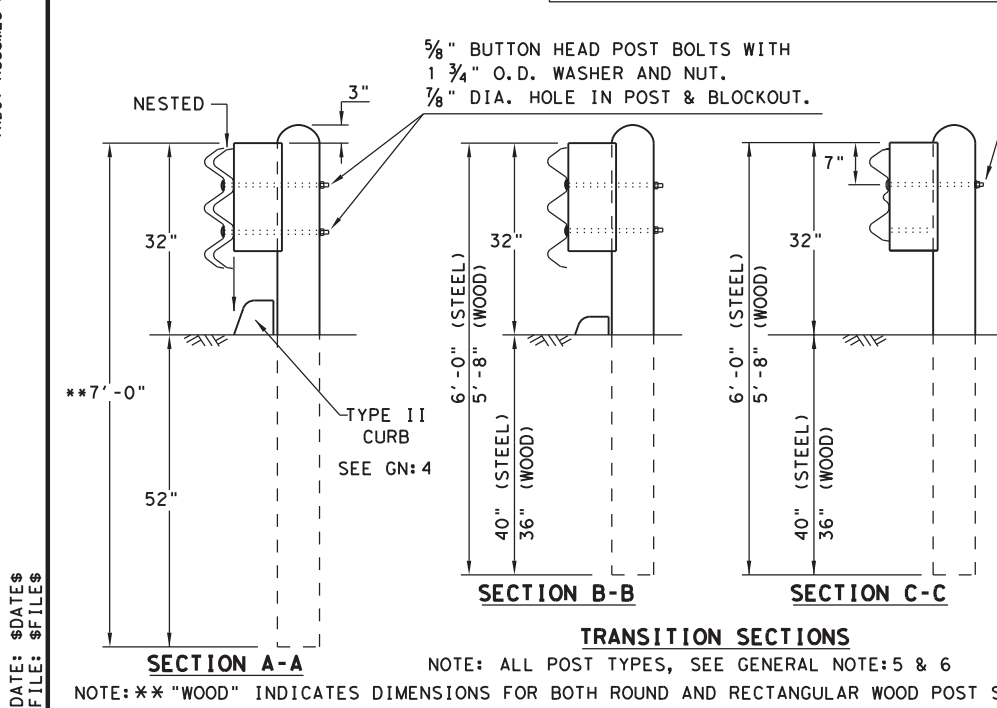 ⅝" BUTTON HEAD POST BOLTS WITH
1 ¾" O.D. WASHER AND NUT.
⅞" DIA. HOLE IN POST & BLOCKOUT.
NESTED
3"
32"
**7'-0"
52"
TYPE II
CURB
SEE GN:4
SECTION A-A
32"
6'-0" (STEEL)
5'-8" (WOOD)
40" (STEEL)
36" (WOOD)
SECTION B-B
7"
32"
6'-0" (STEEL)
5'-8" (WOOD)
40" (STEEL)
36" (WOOD)
SECTION C-C
TRANSITION SECTIONS
NOTE: ALL POST TYPES, SEE GENERAL NOTE:5 & 6
NOTE:** "WOOD" INDICATES DIMENSIONS FOR BOTH ROUND AND RECTANGULAR WOOD POST
DATE: $DATE$
FILE: $FILE$